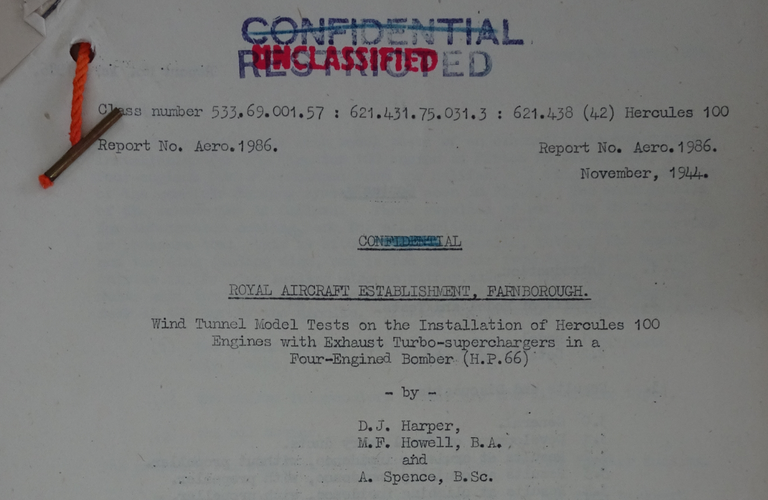 CONFIDENTIAL
RESTRICTED
UNCLASSIFIED
Class number 533.69.001.57 : 621.431.75.031.3 : 621.438 (42) Hercules 100
Report No. Aero.1986. Report No. Aero.1986.
November, 1944.
CONFIDENTIAL
ROYAL AIRCRAFT ESTABLISHMENT, FARNBOROUGH.
Wind Tunnel Model Tests on the Installation of Hercules 100
Engines with Exhaust Turbo-superchargers in a
Four-Engined Bomber (H.P.66)
- by -
D.J. Harper,
M.F. Howell, B.A.
and
A. Spence, B.Sc.